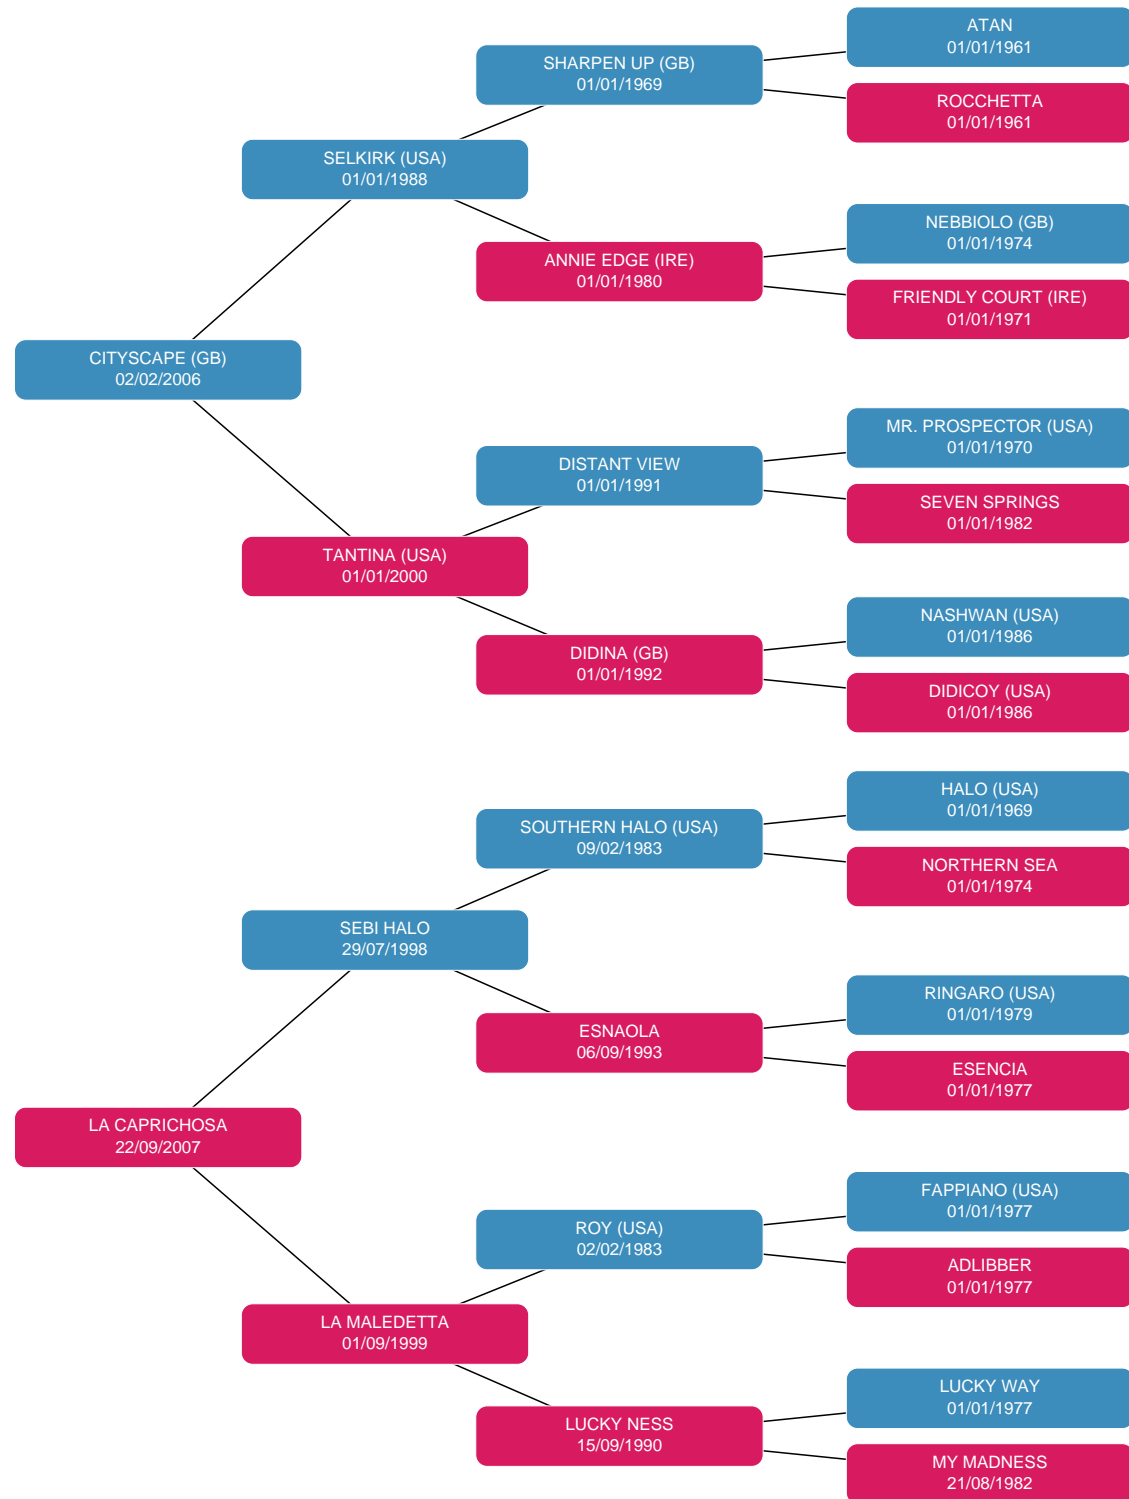 ATAN
01/01/1961
SHARPEN UP (GB)
01/01/1969
ROCCHETTA
01/01/1961
SELKIRK (USA)
01/01/1988
NEBBIOLO (GB)
01/01/1974
ANNIE EDGE (IRE)
01/01/1980
FRIENDLY COURT (IRE)
01/01/1971
CITYSCAPE (GB)
02/02/2006
MR. PROSPECTOR (USA)
01/01/1970
DISTANT VIEW
01/01/1991
SEVEN SPRINGS
01/01/1982
TANTINA (USA)
01/01/2000
NASHWAN (USA)
01/01/1986
DIDINA (GB)
01/01/1992
DIDICOY (USA)
01/01/1986
HALO (USA)
01/01/1969
SOUTHERN HALO (USA)
09/02/1983
NORTHERN SEA
01/01/1974
SEBI HALO
29/07/1998
RINGARO (USA)
01/01/1979
ESNAOLA
06/09/1993
ESENCIA
01/01/1977
LA CAPRICHOSA
22/09/2007
FAPPIANO (USA)
01/01/1977
ROY (USA)
02/02/1983
ADLIBBER
01/01/1977
LA MALEDETTA
01/09/1999
LUCKY WAY
01/01/1977
LUCKY NESS
15/09/1990
MY MADNESS
21/08/1982